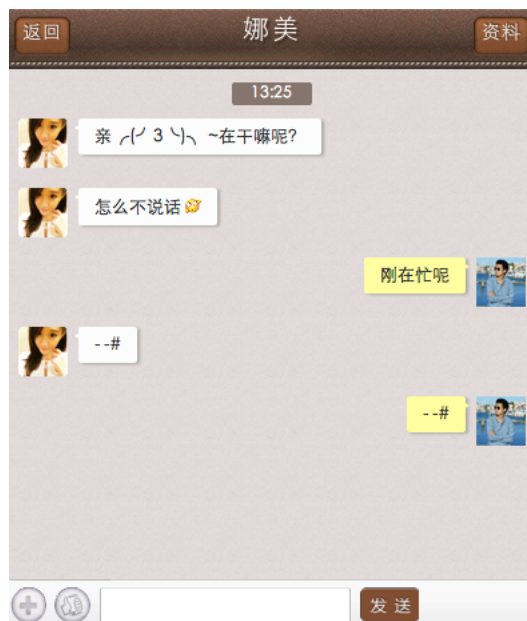 返回
娜美
资料
13:25
亲 ╭(╯ 3 ╰)╮ ~在干嘛呢?
怎么不说话
刚在忙呢
--#
--#
发 送